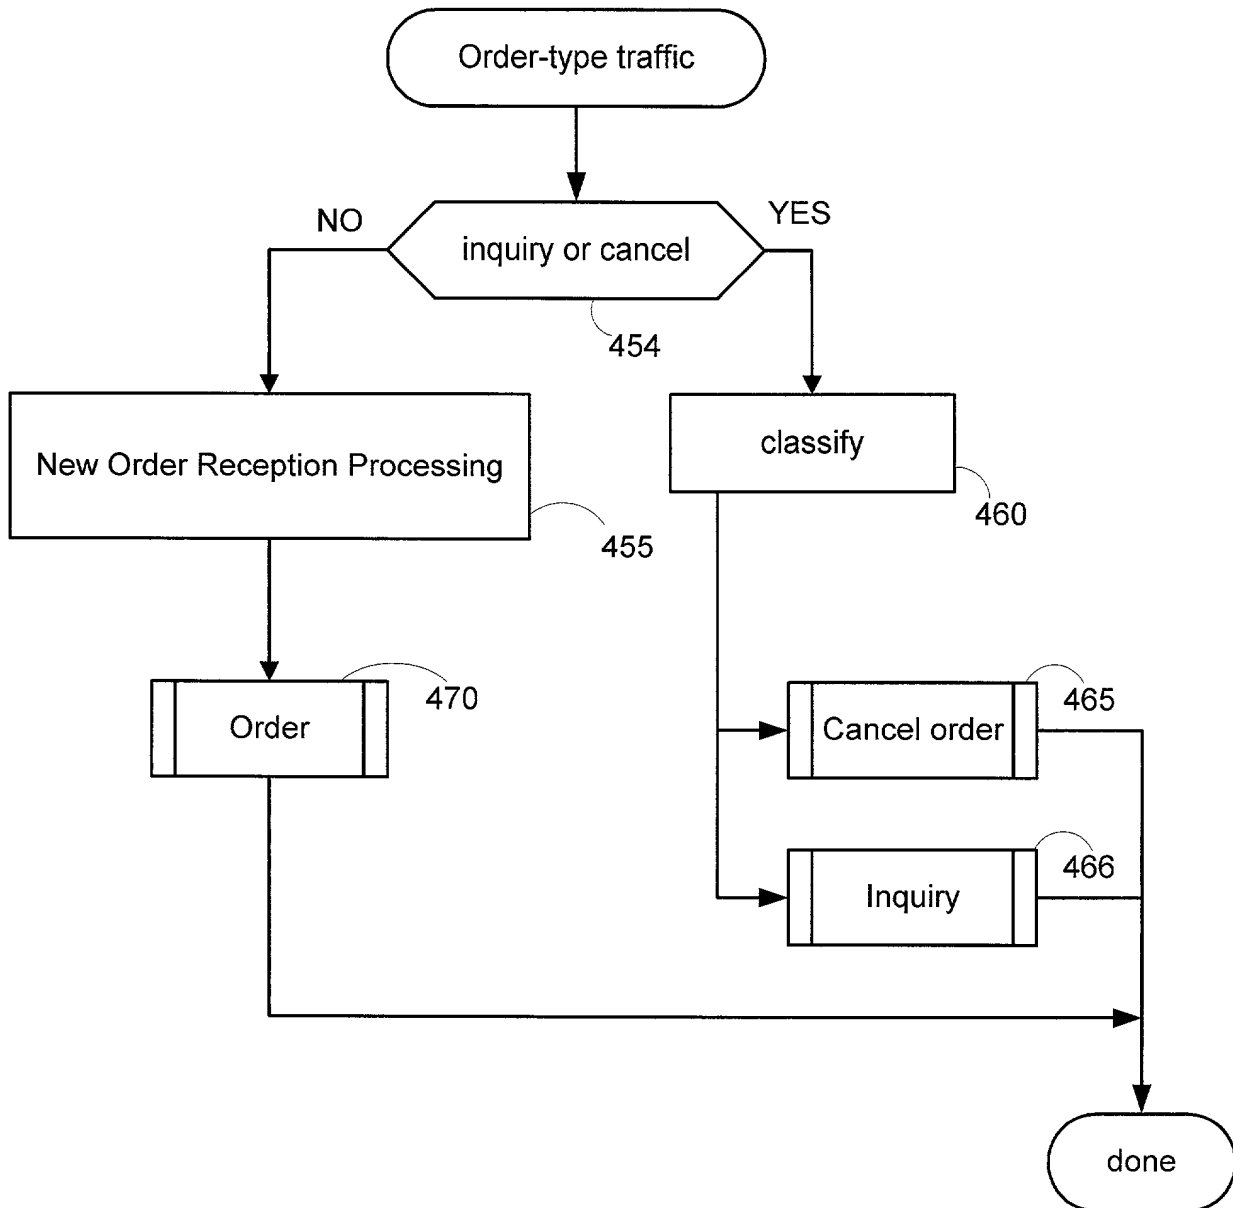 Order-type traffic
NO
YES
inquiry or cancel
454
New Order Reception Processing
455
classify
460
Order
470
Cancel order
465
Inquiry
466
done